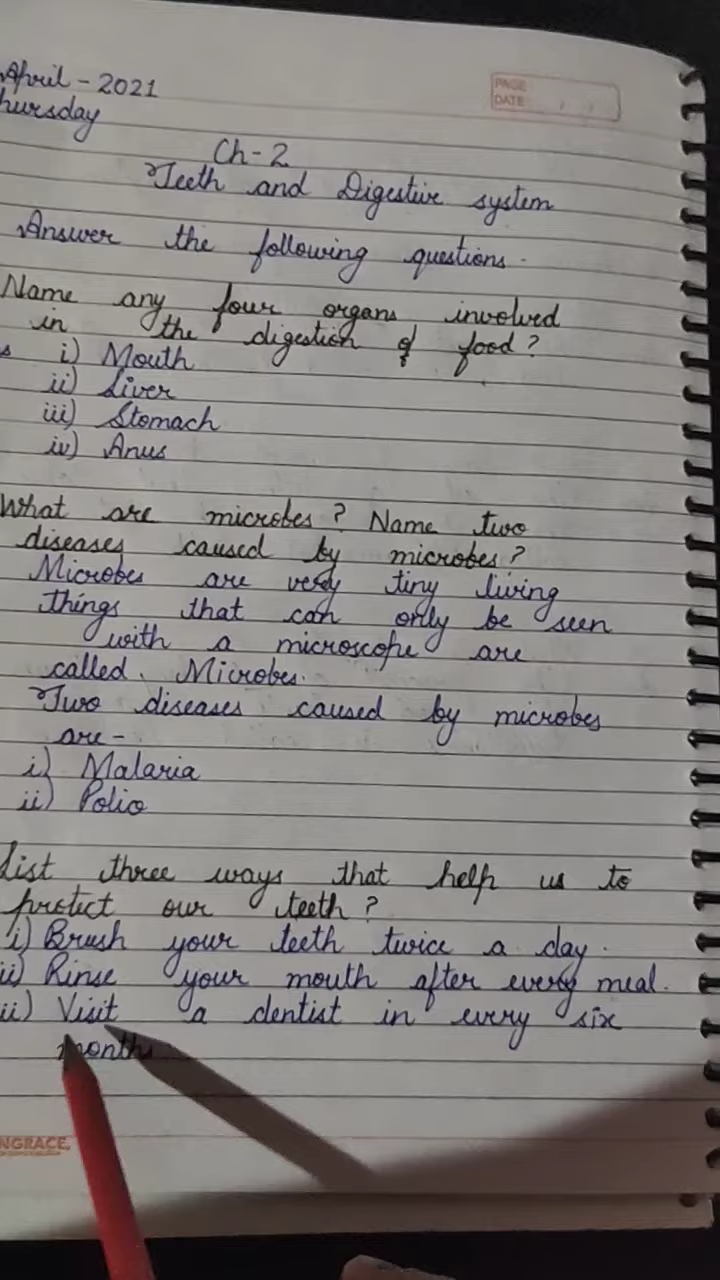 April - 2021
hursday
PAGE
DATE
Ch-2
Teeth and Digestive system
Answer the following questions.
Name any four organs involved
in the digestion of food?
s i) Mouth
ii) Liver
iii) Stomach
iv) Anus
What are microbes? Name two
diseases caused by microbes?
Microbes are very tiny living
things that can only be seen
with a microscope are
called. Microbes.
Two diseases caused by microbes
are-
i) Malaria
ii) Polio
List three ways that help us to
protect our teeth?
i) Brush your teeth twice a day.
ii) Rinse your mouth after every meal.
ii) Visit a dentist in every six
months
NGRACE